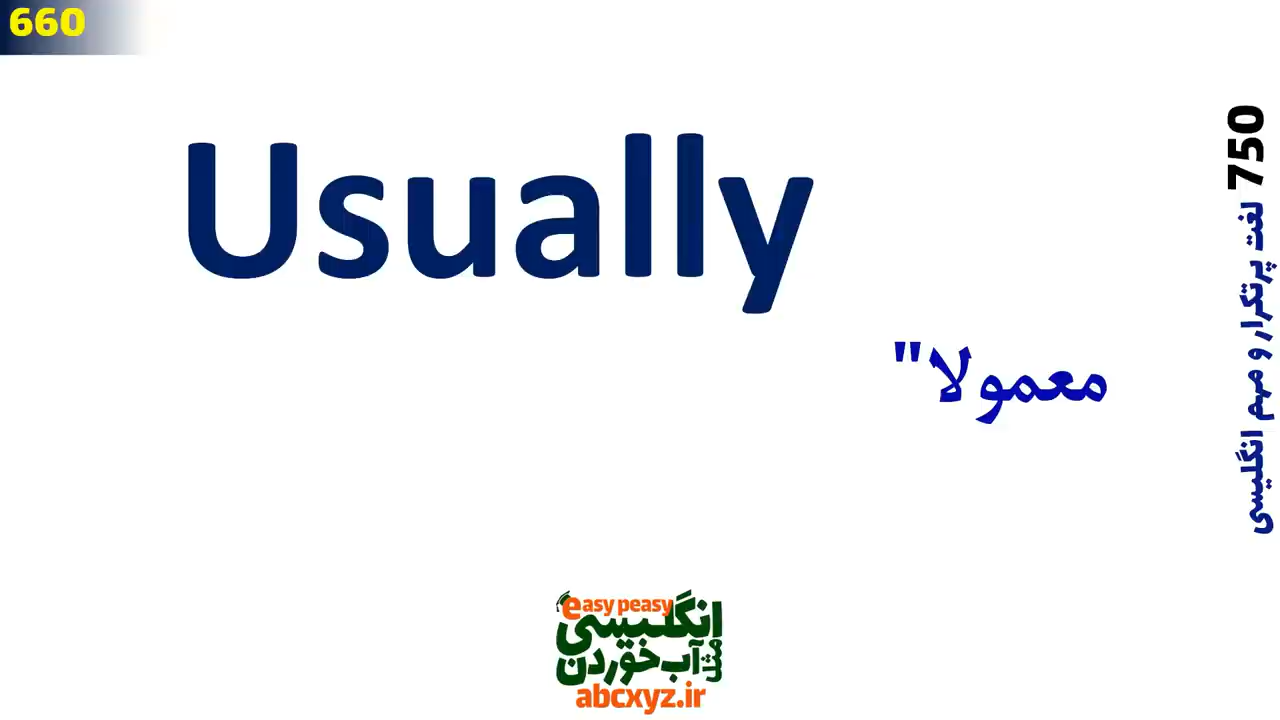 660
Usually
معمولا"
750 لغت پرتکرار و مهم انگلیسی
easy peasy
انگلیسی
مثل آب خوردن
abcxyz.ir